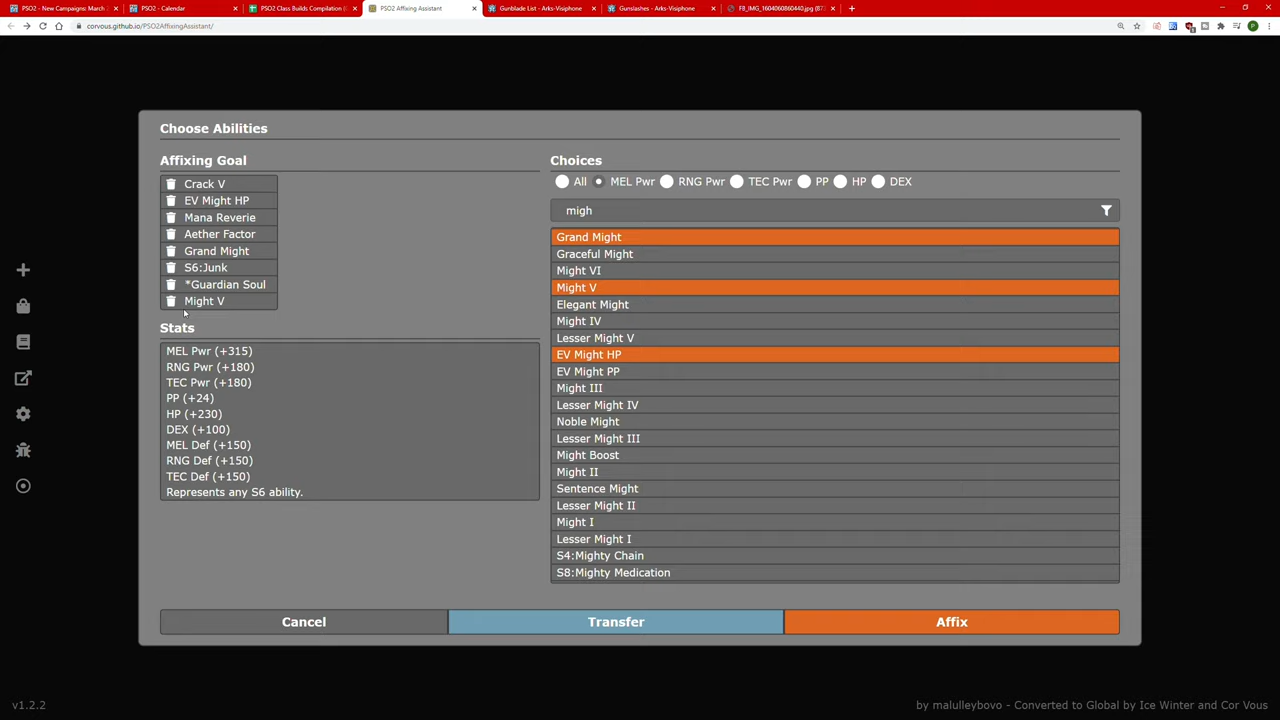 PSO2 - New Campaigns: March 2
PSO2 - Calendar
PSO2 Class Builds Compilation (
PSO2 Affixing Assistant
Gunblade List - Arks-Visiphone
Gunslashes - Arks-Visiphone
FB_IMG_1604060860440.jpg (873
corvous.github.io/PSO2AffixingAssistant/
Choose Abilities
Affixing Goal
Crack V
EV Might HP
Mana Reverie
Aether Factor
Grand Might
S6:Junk
*Guardian Soul
Might V
Stats
MEL Pwr (+315)
RNG Pwr (+180)
TEC Pwr (+180)
PP (+24)
HP (+230)
DEX (+100)
MEL Def (+150)
RNG Def (+150)
TEC Def (+150)
Represents any S6 ability.
Choices
All MEL Pwr RNG Pwr TEC Pwr PP HP DEX
migh
Grand Might
Graceful Might
Might VI
Might V
Elegant Might
Might IV
Lesser Might V
EV Might HP
EV Might PP
Might III
Lesser Might IV
Noble Might
Lesser Might III
Might Boost
Might II
Sentence Might
Lesser Might II
Might I
Lesser Might I
S4:Mighty Chain
S8:Mighty Medication
Cancel
Transfer
Affix
v1.2.2
by malulleybovo - Converted to Global by Ice Winter and Cor Vous